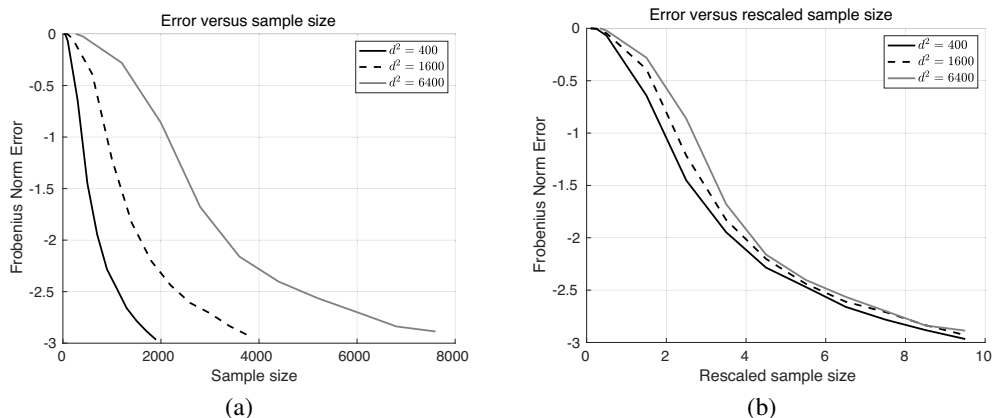 Error versus sample size
0
-0.5
-1
-1.5
-2
-2.5
-3
Frobenius Norm Error
d² = 400
d² = 1600
d² = 6400
0 2000 4000 6000 8000
Sample size
(a)
Error versus rescaled sample size
0
-0.5
-1
-1.5
-2
-2.5
-3
Frobenius Norm Error
d² = 400
d² = 1600
d² = 6400
0 2 4 6 8 10
Rescaled sample size
(b)